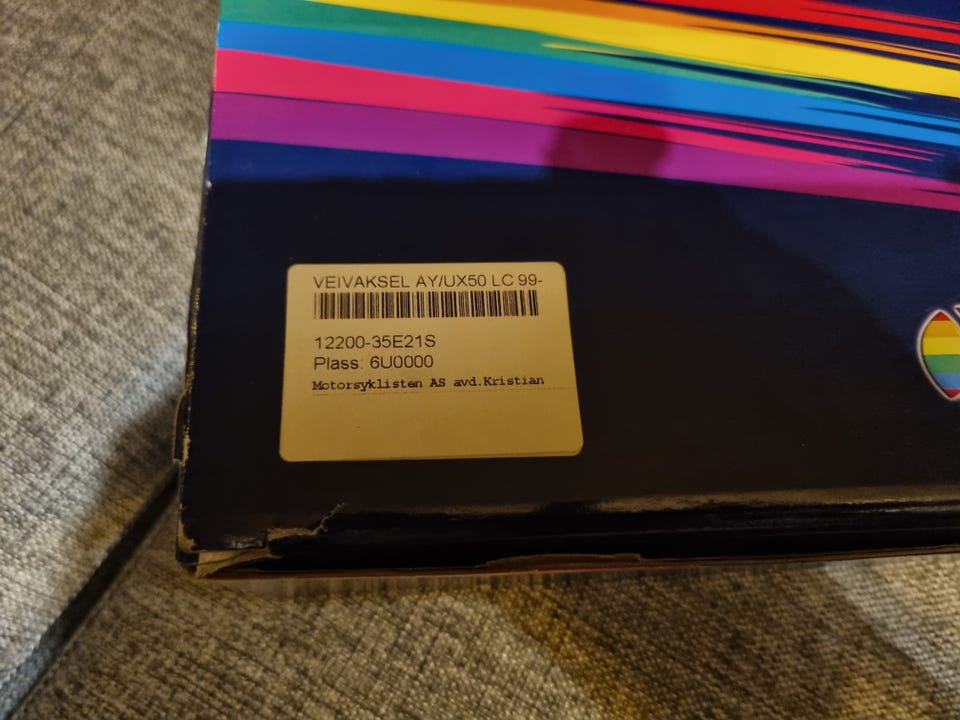 VEIVAKSEL AY/UX50 LC 99-
12200-35E21S
Plass: 6U0000
Motorsyklisten AS avd.Kristian